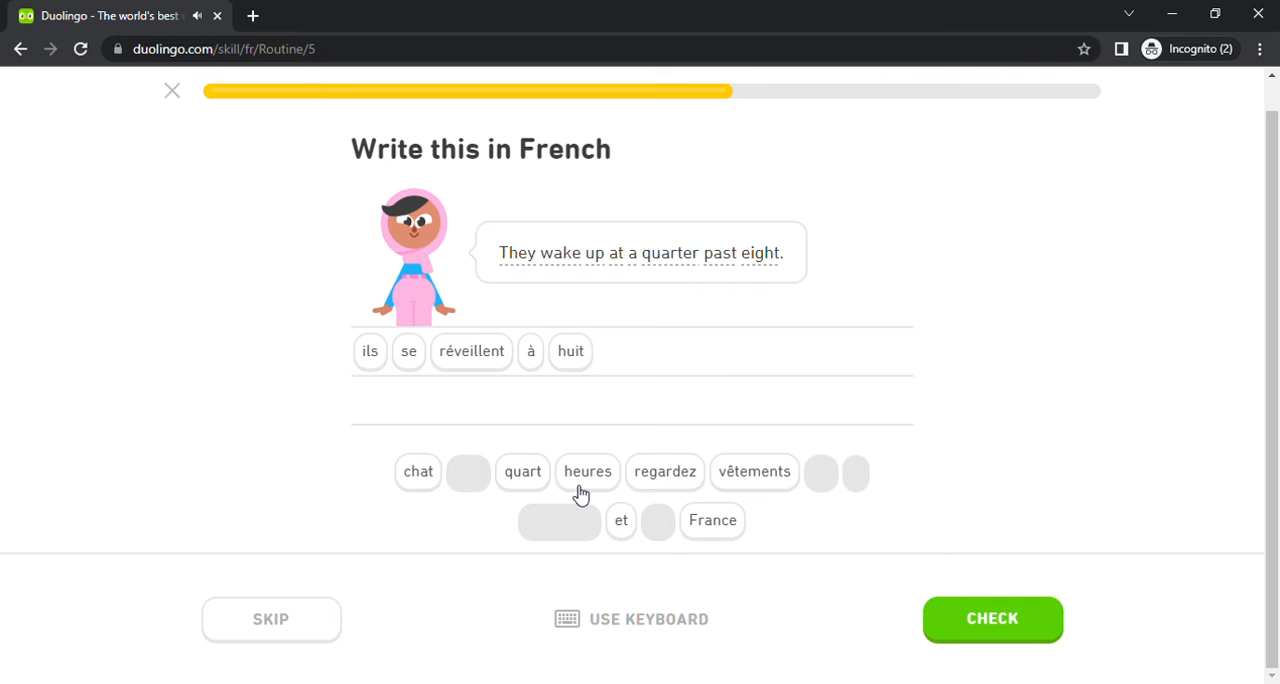 Duolingo - The world's best
duolingo.com/skill/fr/Routine/5
Incognito (2)
Write this in French
They wake up at a quarter past eight.
ils se réveillent à huit
chat quart heures regardez vêtements
et France
SKIP
USE KEYBOARD
CHECK